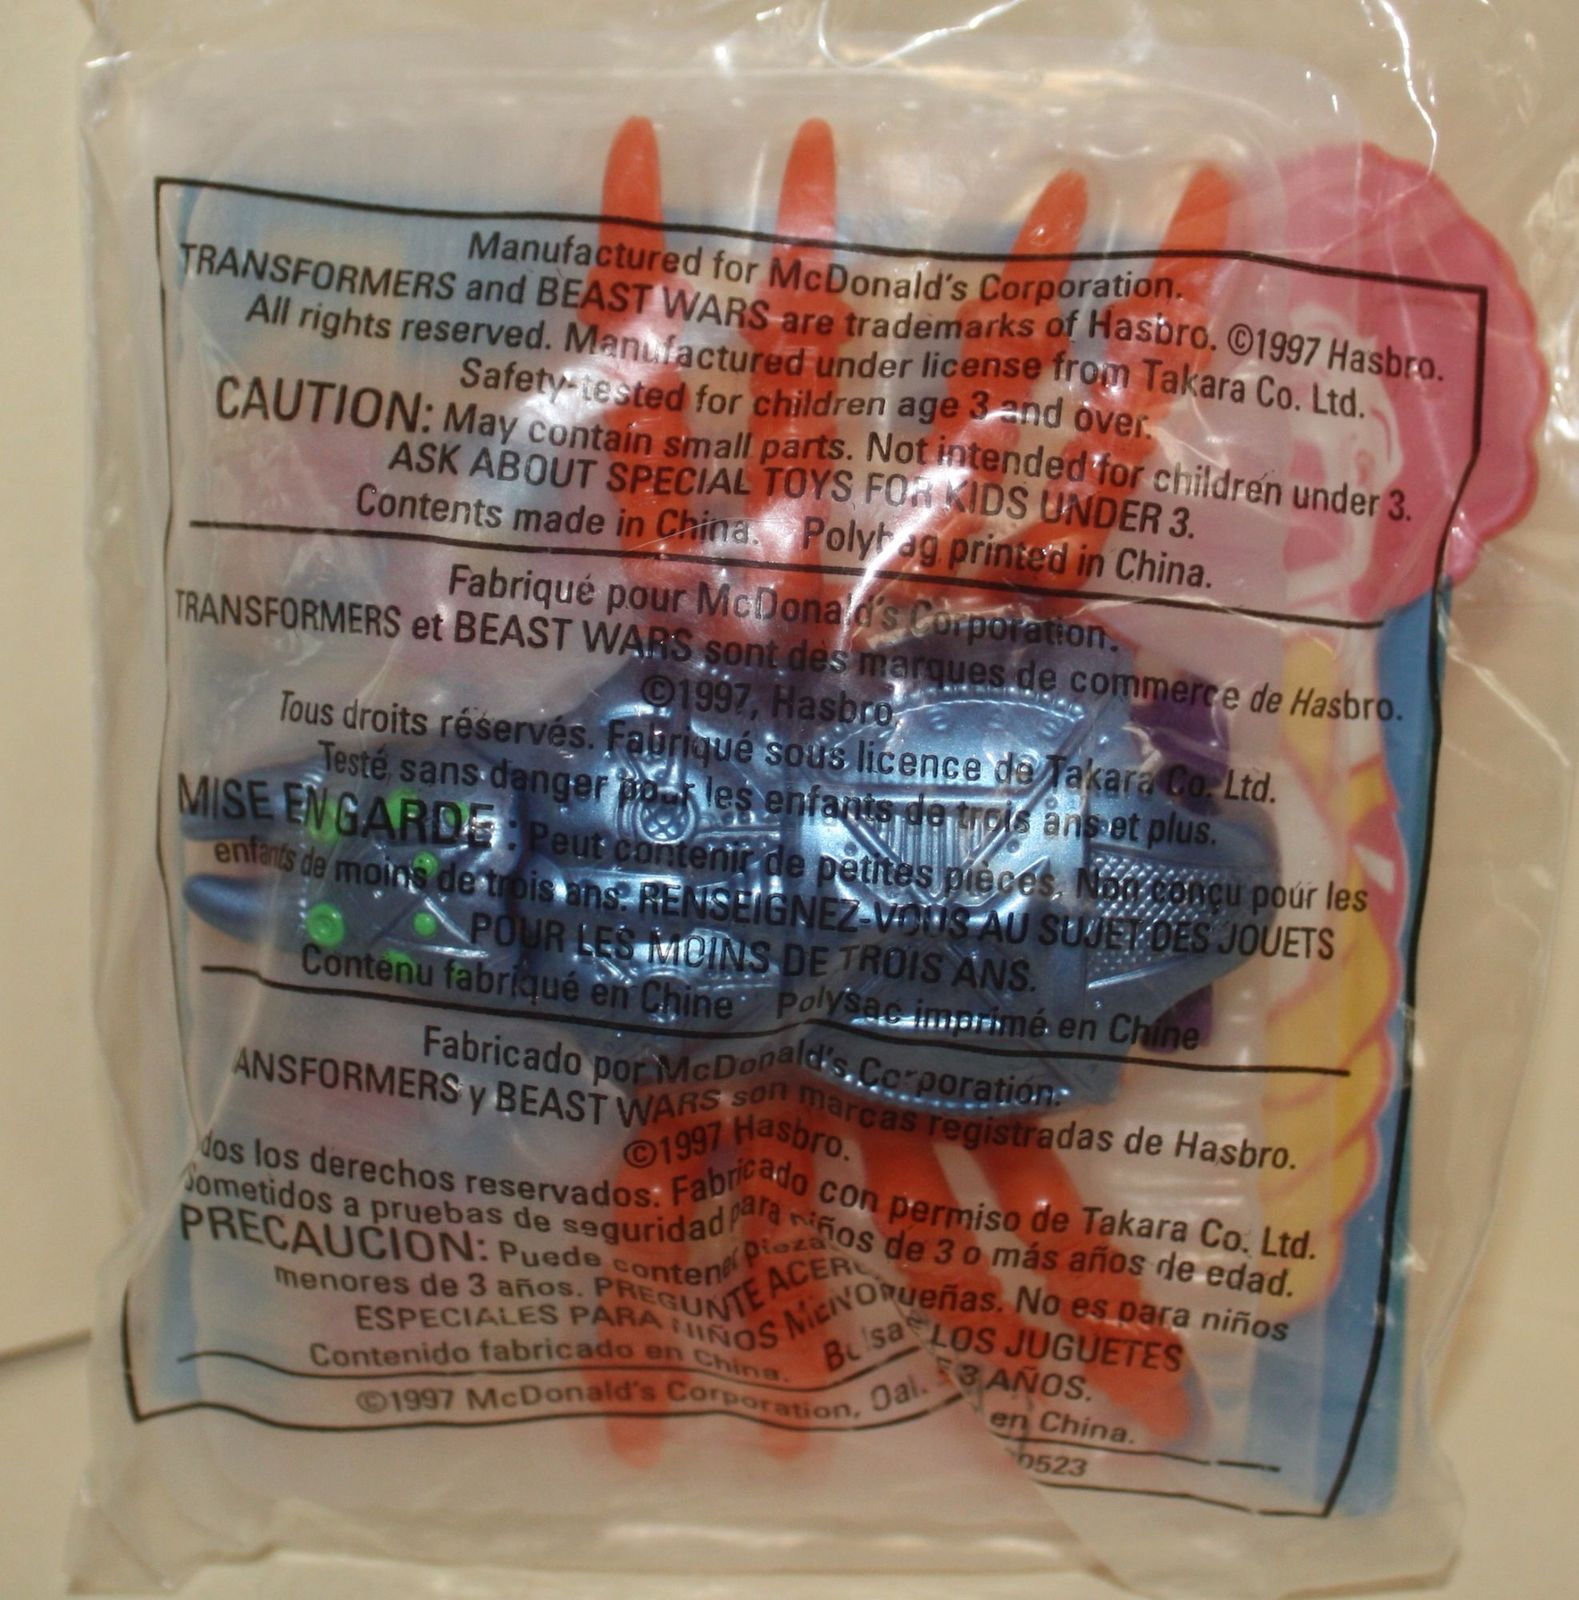 Manufactured for McDonald's Corporation.
TRANSFORMERS and BEAST WARS are trademarks of Hasbro. ©1997 Hasbro.
All rights reserved. Manufactured under license from Takara Co. Ltd.
Safety-tested for children age 3 and over.
CAUTION: May contain small parts. Not intended for children under 3.
ASK ABOUT SPECIAL TOYS FOR KIDS UNDER 3.
Contents made in China. Polybag printed in China.
Fabriqué pour McDonald's Corporation.
TRANSFORMERS et BEAST WARS sont des marques de commerce de Hasbro.
©1997, Hasbro.
Tous droits réservés. Fabriqué sous licence de Takara Co. Ltd.
Testé sans danger pour les enfants de trois ans et plus.
MISE EN GARDE : Peut contenir de petites pièces. Non conçu pour les
enfants de moins de trois ans. RENSEIGNEZ-VOUS AU SUJET DES JOUETS
POUR LES MOINS DE TROIS ANS.
Contenu fabriqué en Chine Polysac imprimé en Chine
Fabricado por McDonald's Corporation.
ANSFORMERS y BEAST WARS son marcas registradas de Hasbro.
©1997 Hasbro.
dos los derechos reservados. Fabricado con permiso de Takara Co. Ltd.
Sometidos a pruebas de seguridad para niños de 3 o más años de edad.
PRECAUCION: Puede contener pieza queñas. No es para niños
menores de 3 años. PREGUNTE ACERC LOS JUGUETES
ESPECIALES PARA NIÑOS MENO 3 AÑOS.
Contenido fabricado en China. Bolsa en China.
©1997 McDonald's Corporation, 0523